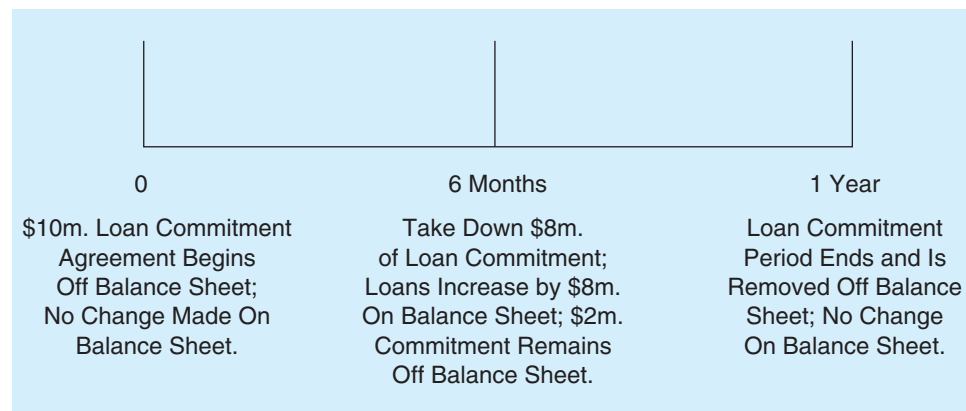 0
$10m. Loan Commitment
Agreement Begins
Off Balance Sheet;
No Change Made On
Balance Sheet.
6 Months
Take Down $8m.
of Loan Commitment;
Loans Increase by $8m.
On Balance Sheet; $2m.
Commitment Remains
Off Balance Sheet.
1 Year
Loan Commitment
Period Ends and Is
Removed Off Balance
Sheet; No Change
On Balance Sheet.